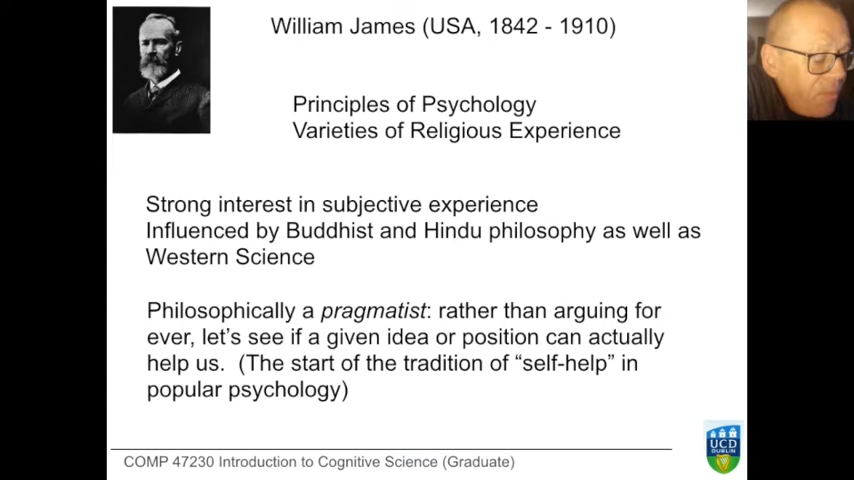 William James (USA, 1842 - 1910)
Principles of Psychology
Varieties of Religious Experience
Strong interest in subjective experience
Influenced by Buddhist and Hindu philosophy as well as
Western Science
Philosophically a pragmatist: rather than arguing for
ever, let’s see if a given idea or position can actually
help us.  (The start of the tradition of “self-help” in
popular psychology)
COMP 47230 Introduction to Cognitive Science (Graduate)
UCD
DUBLIN